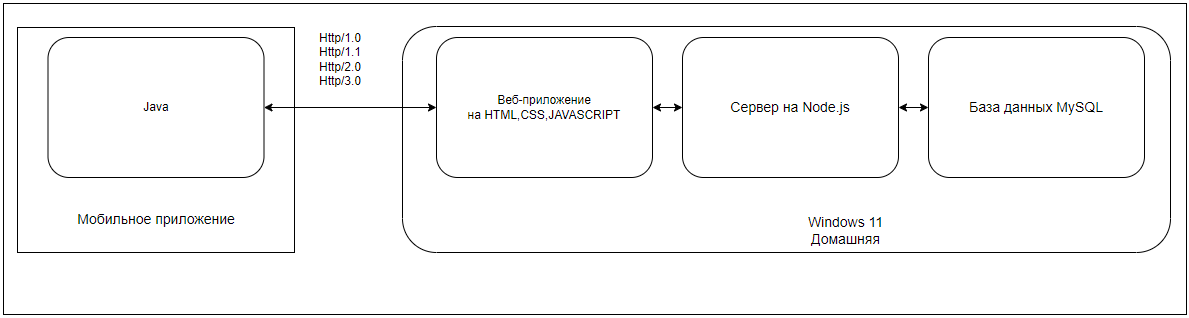 Java
Мобильное приложение
Http/1.0
Http/1.1
Http/2.0
Http/3.0
Веб-приложение
на HTML,CSS,JAVASCRIPT
Сервер на Node.js
База данных MySQL
Windows 11
Домашняя